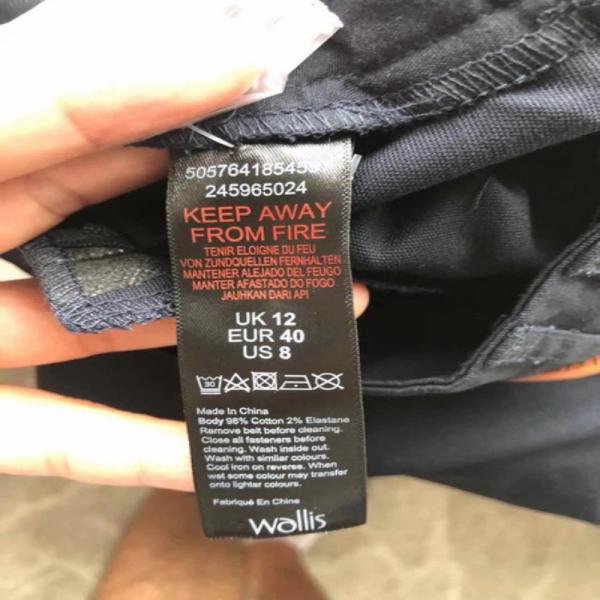 245965024
KEEP AWAY
FROM FIRE
TENIR ELOIGNE DU FEU
VON ZUNDQUELLEN FERNHALTEN
MANTENER ALEJADO DEL FEUGO
MANTER AFASTADO DO FOGO
JAUHKAN DARI API
UK 12
EUR 40
US 8
30
Made In China
Body 98% Cotton 2% Elastane
Remove belt before cleaning.
Close all fasteners before
cleaning. Wash inside out.
Wash with similar colours.
Cool iron on reverse. When
wet some colour may transfer
onto lighter colours.
Fabriqué En Chine
Wallis